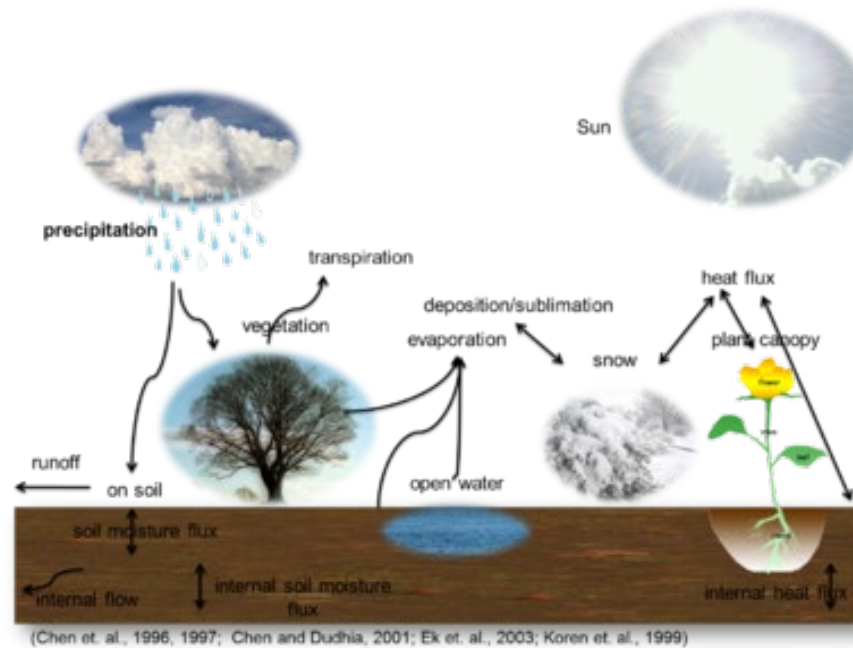 Sun
precipitation
transpiration
heat flux
deposition/sublimation
vegetation
evaporation
plant canopy
snow
flower
leaf
runoff
on soil
open water
soil moisture flux
internal flow
internal soil moisture
flux
internal heat flux
(Chen et. al., 1996, 1997; Chen and Dudhia, 2001; Ek et. al., 2003; Koren et. al., 1999)